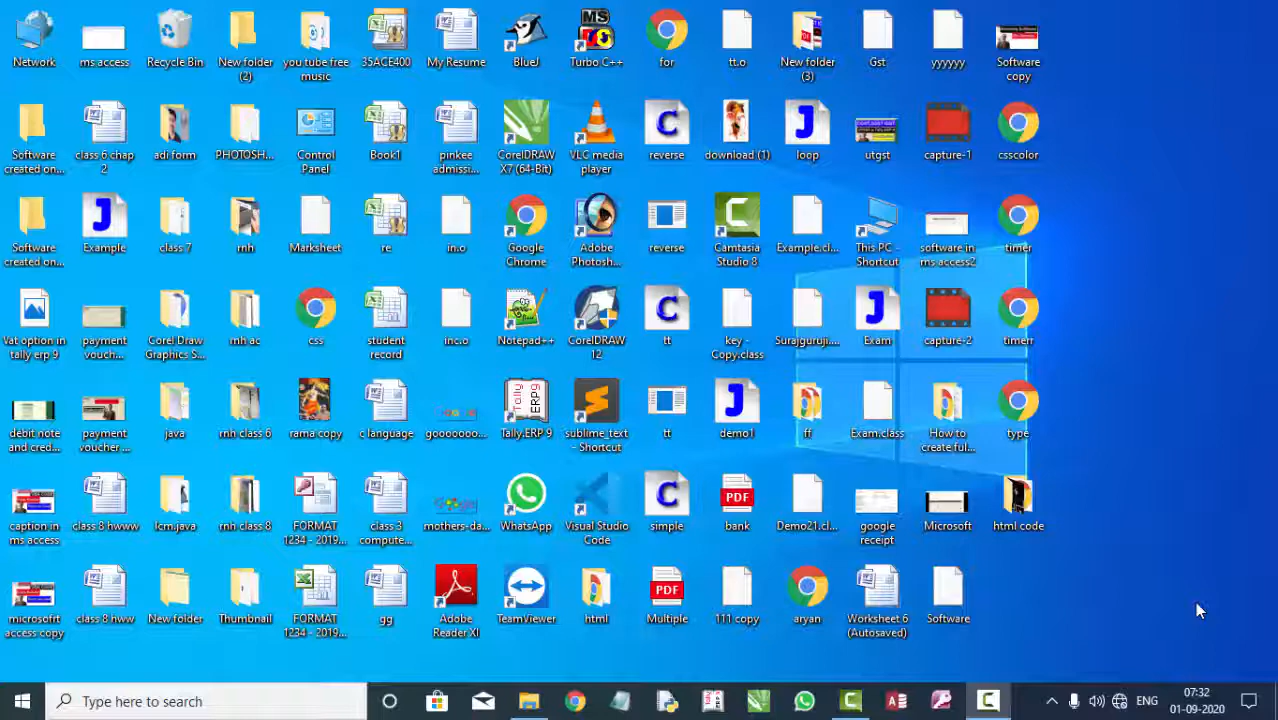 Network
ms access
Recycle Bin
New folder
(2)
you tube free
music
35ACE400
My Resume
BlueJ
MS
Turbo C++
for
tt.o
New folder
(3)
Gst
yyyyyy
Software
copy
Software
created on...
class 6 chap
2
adi form
PHOTOSH...
Control
Panel
Book1
pinkee
admissi...
CorelDRAW
X7 (64-Bit)
VLC media
player
reverse
download (1)
loop
utgst
capture-1
csscolor
Software
created on...
Example
class 7
rnh
Marksheet
re
in.o
Google
Chrome
Adobe
Photosh...
reverse
Camtasia
Studio 8
Example.cl...
This PC -
Shortcut
software in
ms access2
timer
Vat option in
tally erp 9
payment
vouch...
Corel Draw
Graphics S...
rnh ac
css
student
record
inc.o
Notepad++
CorelDRAW
12
tt
key -
Copy.class
Surajguruji....
Exam
capture-2
timerr
debit note
and cred...
payment
voucher ...
java
rnh class 6
rama copy
c language
gooooooo...
Tally.ERP 9
sublime_text
- Shortcut
tt
demo1
ff
Exam.class
How to
create ful...
type
caption in
ms access
class 8 hwww
lcm.java
rnh class 8
FORMAT
1234 - 2019...
class 3
compute...
mothers-da...
WhatsApp
Visual Studio
Code
simple
PDF
bank
Demo21.cl...
google
receipt
Microsoft
html code
microsofrt
access copy
class 8 hww
New folder
Thumbnail
FORMAT
1234 - 2019...
gg
Adobe
Reader XI
TeamViewer
html
PDF
Multiple
111 copy
aryan
Worksheet 6
(Autosaved)
Software
Type here to search
ENG
07:32
01-09-2020